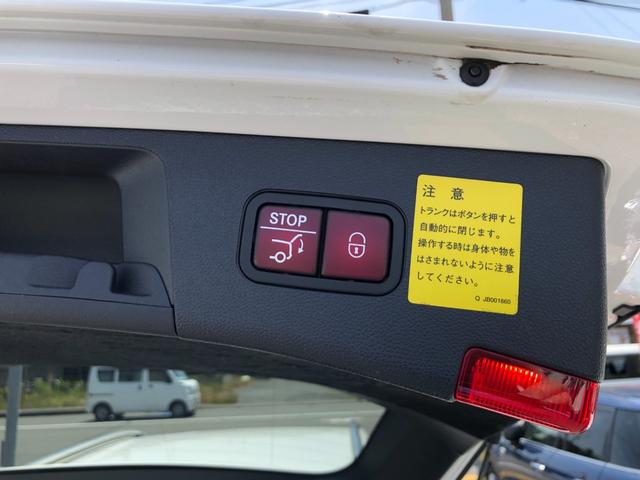 STOP
注 意
トランクはボタンを押すと
自動的に閉じます。
操作する時は身体や物を
はさまれないように注意
してください。
Q JB001660